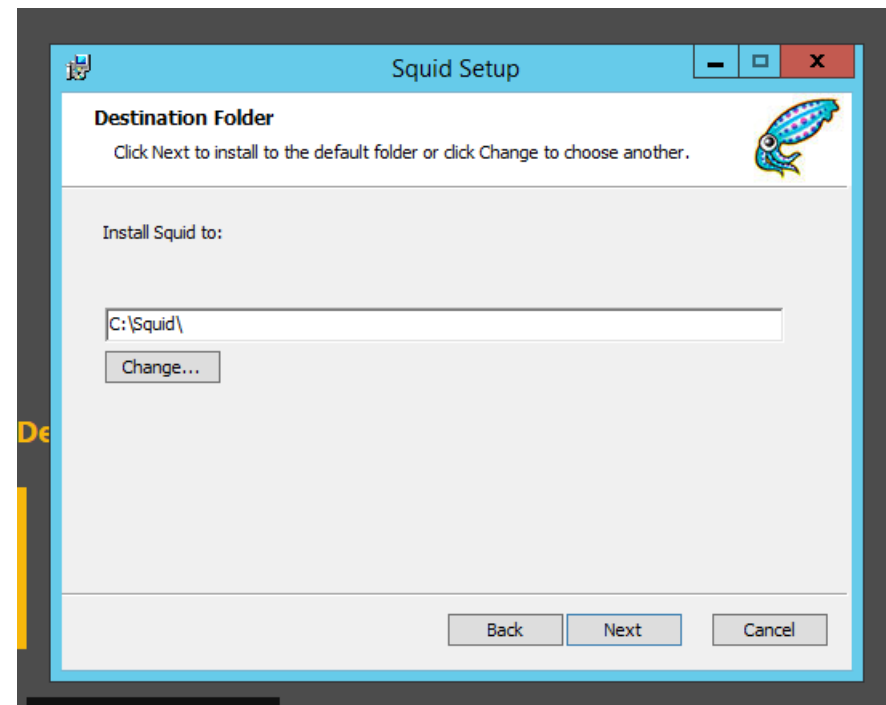 Squid Setup
Destination Folder
Click Next to install to the default folder or click Change to choose another.
Install Squid to:
C:\Squid\
Change...
De
Back Next Cancel